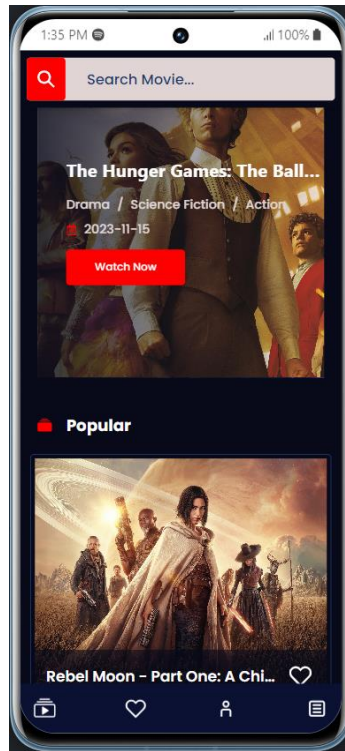 1:35 PM
100%
Search Movie...
The Hunger Games: The Ball...
Drama / Science Fiction / Action
2023-11-15
Watch Now
Popular
Rebel Moon - Part One: A Chi...